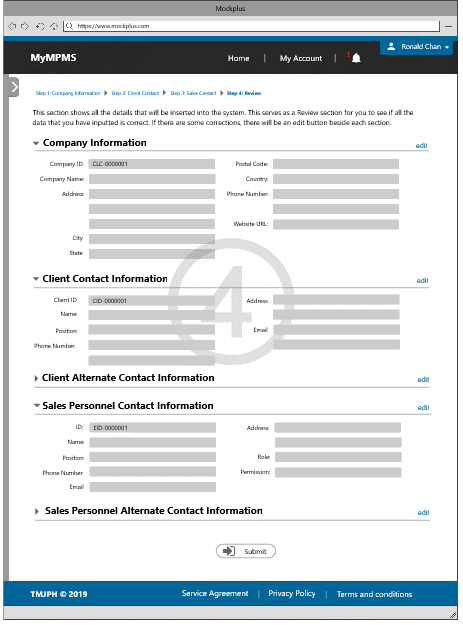 Mockplus
https://www.mockplus.com
Ronald Chan
MyMPMS Home | My Account | 1
Step 1: Company Information Step 2: Client Contact Step 3: Sales Contact Step 4: Review
This section shows all the details that will be inserted into the system. This serves as a Review section for you to see if all the
data that you have inputted is correct. If there are some corrections, there will be an edit button beside each section.
Company Information edit
Company ID CLC-0000001 Postal Code:
Company Name: Country:
Address: Phone Number:
Website URL:
City:
State
4
Client Contact Information edit
Client ID CID-0000001 Address
Name:
Position Email
Phone Number
Client Alternate Contact Information edit
Sales Personnel Contact Information edit
ID: EID-0000001 Address:
Name:
Position Role:
Phone Number Permission:
Email
Sales Personnel Alternate Contact Information edit
Submit
TMJPH © 2019 Service Agreement | Privacy Policy | Terms and conditions